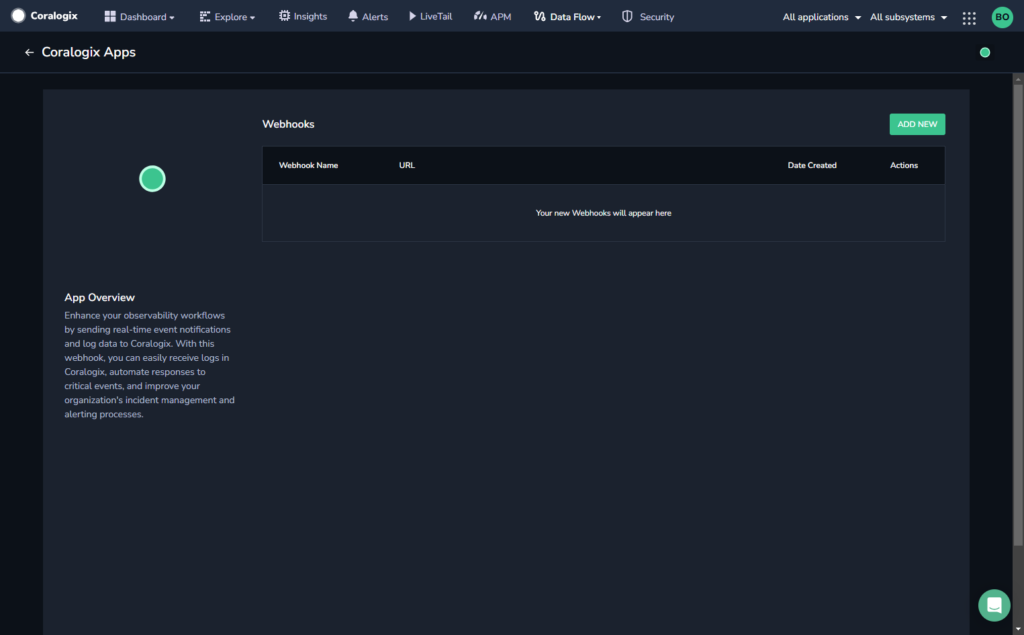 Coralogix Dashboard Explore Insights Alerts LiveTail APM Data Flow Security All applications All subsystems BO
Coralogix Apps
Webhooks ADD NEW
Webhook Name URL Date Created Actions
Your new Webhooks will appear here
App Overview
Enhance your observability workflows
by sending real-time event notifications
and log data to Coralogix. With this
webhook, you can easily receive logs in
Coralogix, automate responses to
critical events, and improve your
organization's incident management and
alerting processes.